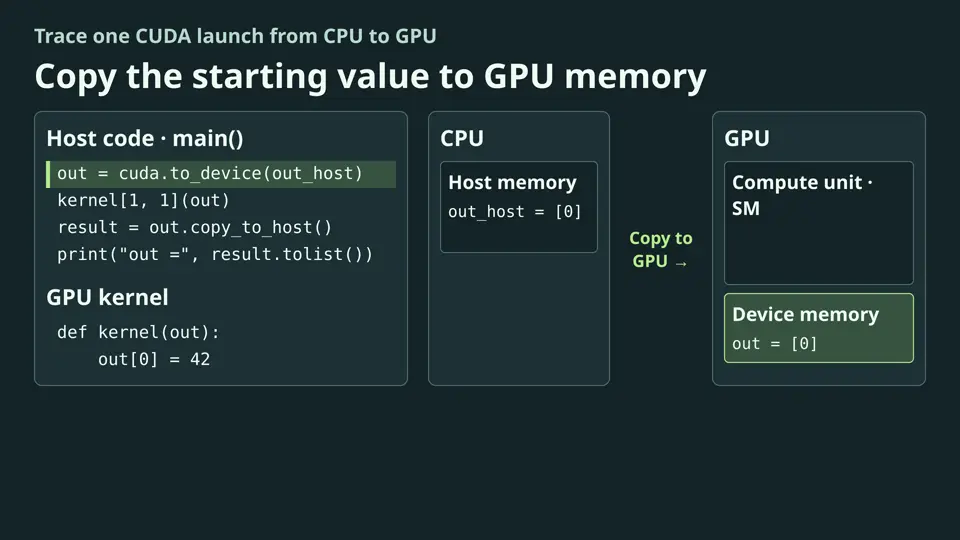 Trace one CUDA launch from CPU to GPU
Copy the starting value to GPU memory
Host code · main()
out = cuda.to_device(out_host)
kernel[1, 1](out)
result = out.copy_to_host()
print("out =", result.tolist())
GPU kernel
def kernel(out):
    out[0] = 42
CPU
Host memory
out_host = [0]
Copy to
GPU →
GPU
Compute unit ·
SM
Device memory
out = [0]